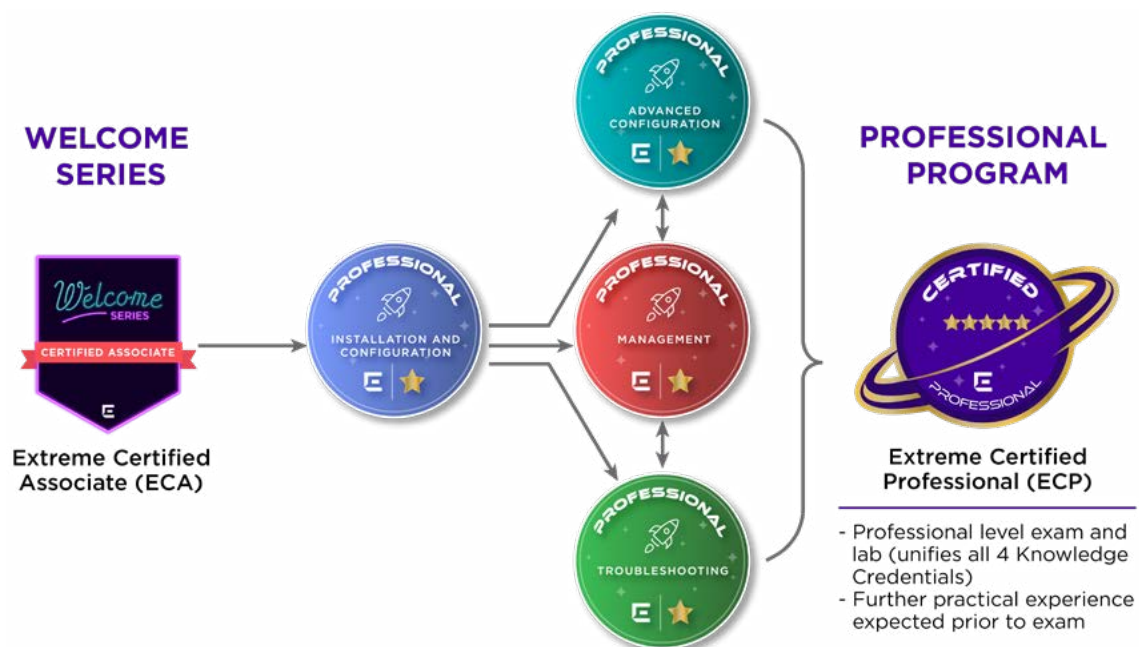 WELCOME
SERIES
Welcome
SERIES
CERTIFIED ASSOCIATE
Extreme Certified
Associate (ECA)
PROFESSIONAL
INSTALLATION AND
CONFIGURATION
PROFESSIONAL
ADVANCED
CONFIGURATION
PROFESSIONAL
MANAGEMENT
PROFESSIONAL
TROUBLESHOOTING
PROFESSIONAL
PROGRAM
CERTIFIED
PROFESSIONAL
Extreme Certified
Professional (ECP)
- Professional level exam and
lab (unifies all 4 Knowledge
Credentials)
- Further practical experience
expected prior to exam